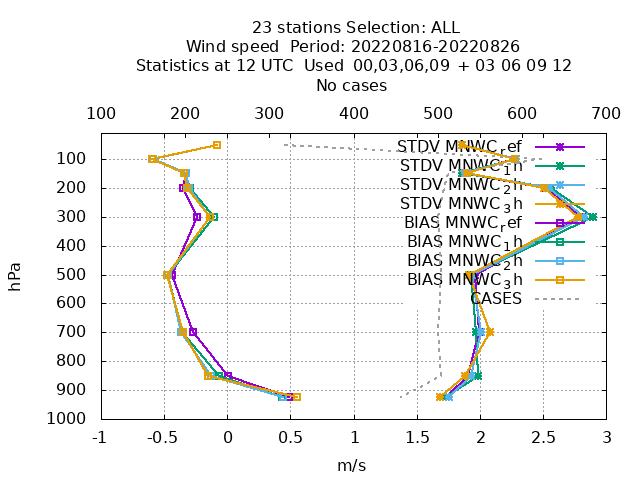 23 stations Selection: ALL
Wind speed  Period: 20220816-20220826
Statistics at 12 UTC  Used  00,03,06,09 + 03 06 09 12
No cases
100 200 300 400 500 600 700
STDV MNWC_ref
STDV MNWC_1h
STDV MNWC_2h
STDV MNWC_3h
BIAS MNWC_ref
BIAS MNWC_1h
BIAS MNWC_2h
BIAS MNWC_3h
CASES
100
200
300
400
500
600
700
800
900
1000
hPa
-1 -0.5 0 0.5 1 1.5 2 2.5 3
m/s